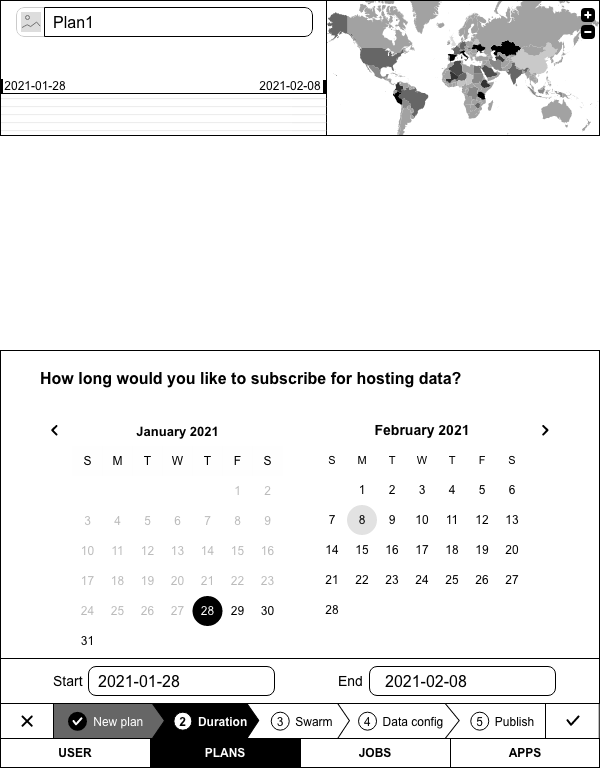 Plan1
2021-01-28 2021-02-08
How long would you like to subscribe for hosting data?
January 2021
S M T W T F S
1 2
3 4 5 6 7 8 9
10 11 12 13 14 15 16
17 18 19 20 21 22 23
24 25 26 27 28 29 30
31
February 2021
S M T W T F S
1 2 3 4 5 6
7 8 9 10 11 12 13
14 15 16 17 18 19 20
21 22 23 24 25 26 27
28
Start 2021-01-28 End 2021-02-08
New plan 2 Duration 3 Swarm 4 Data config 5 Publish
USER PLANS JOBS APPS